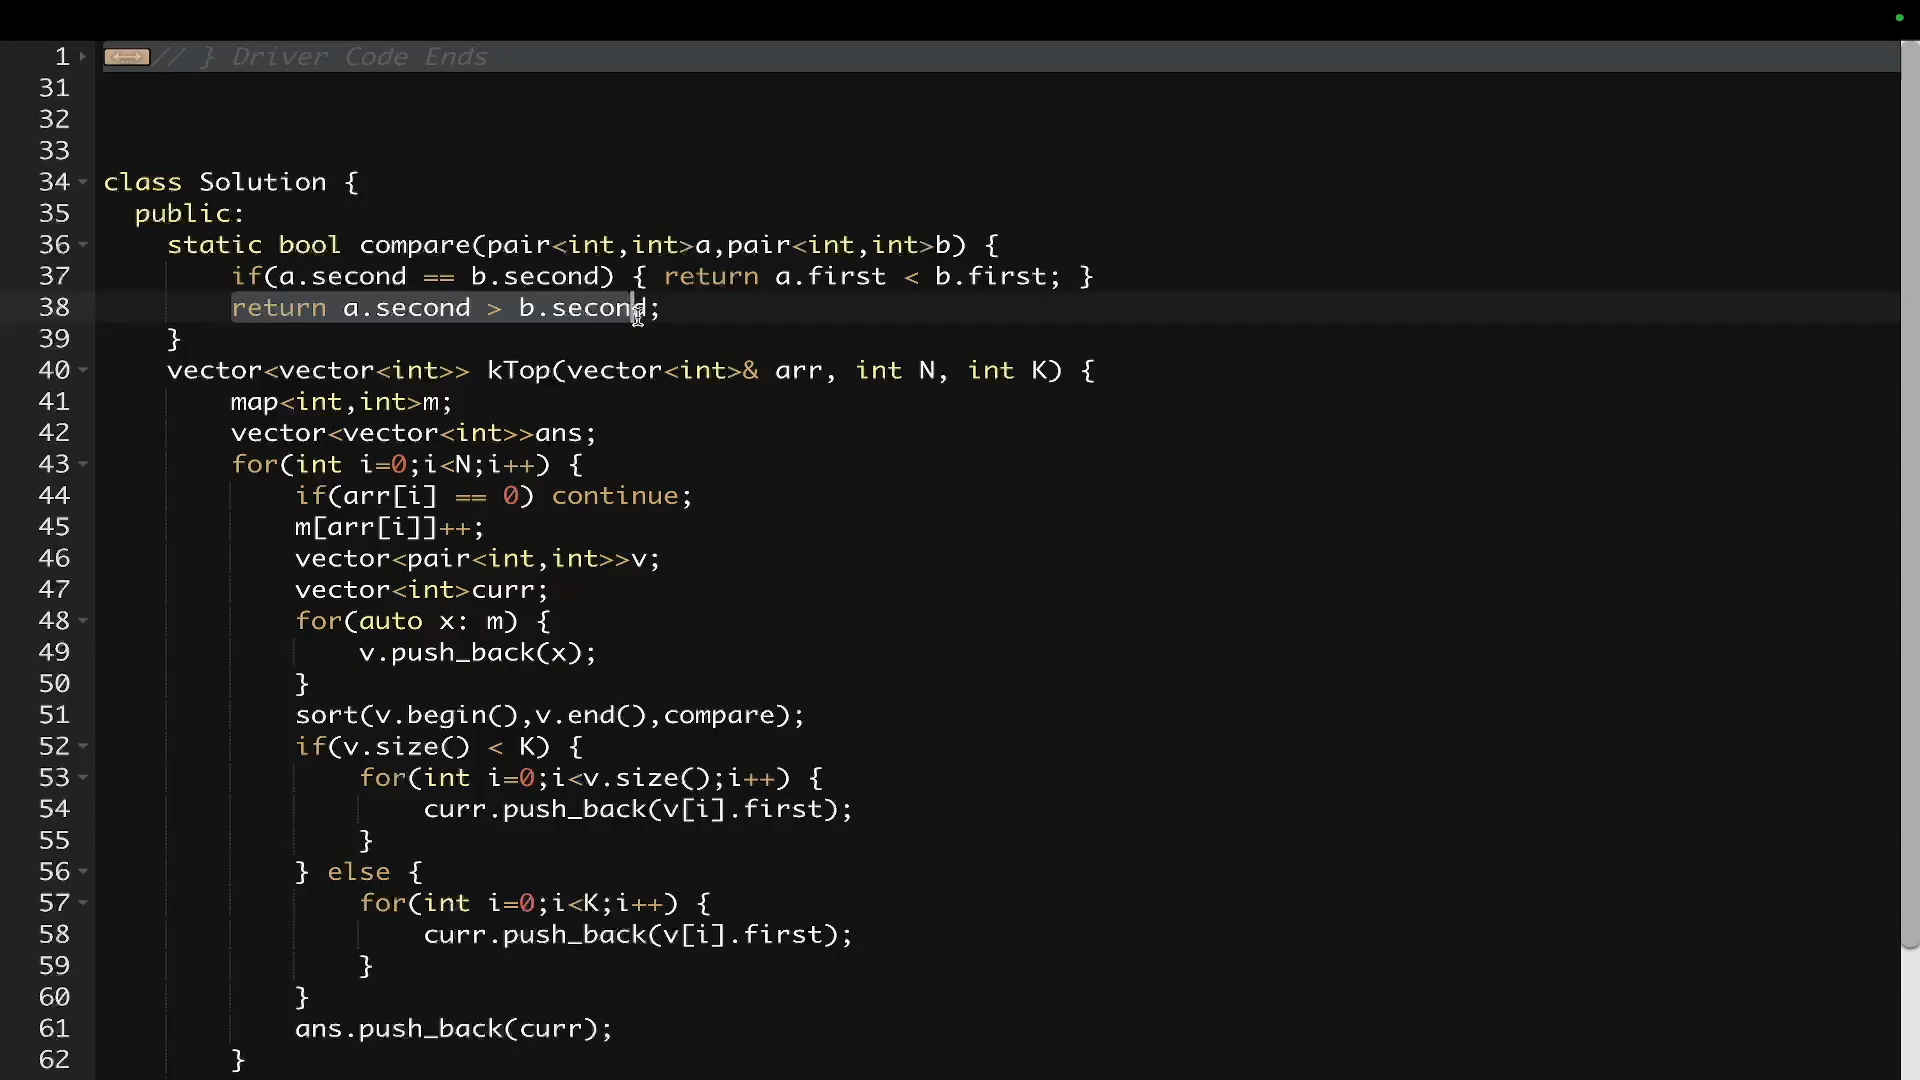 1 // } Driver Code Ends
31
32
33
34 class Solution {
35 public:
36 static bool compare(pair<int,int>a,pair<int,int>b) {
37 if(a.second == b.second) { return a.first < b.first; }
38 return a.second > b.second;
39 }
40 vector<vector<int>> kTop(vector<int>& arr, int N, int K) {
41 map<int,int>m;
42 vector<vector<int>>ans;
43 for(int i=0;i<N;i++) {
44 if(arr[i] == 0) continue;
45 m[arr[i]]++;
46 vector<pair<int,int>>v;
47 vector<int>curr;
48 for(auto x: m) {
49 v.push_back(x);
50 }
51 sort(v.begin(),v.end(),compare);
52 if(v.size() < K) {
53 for(int i=0;i<v.size();i++) {
54 curr.push_back(v[i].first);
55 }
56 } else {
57 for(int i=0;i<K;i++) {
58 curr.push_back(v[i].first);
59 }
60 }
61 ans.push_back(curr);
62 }